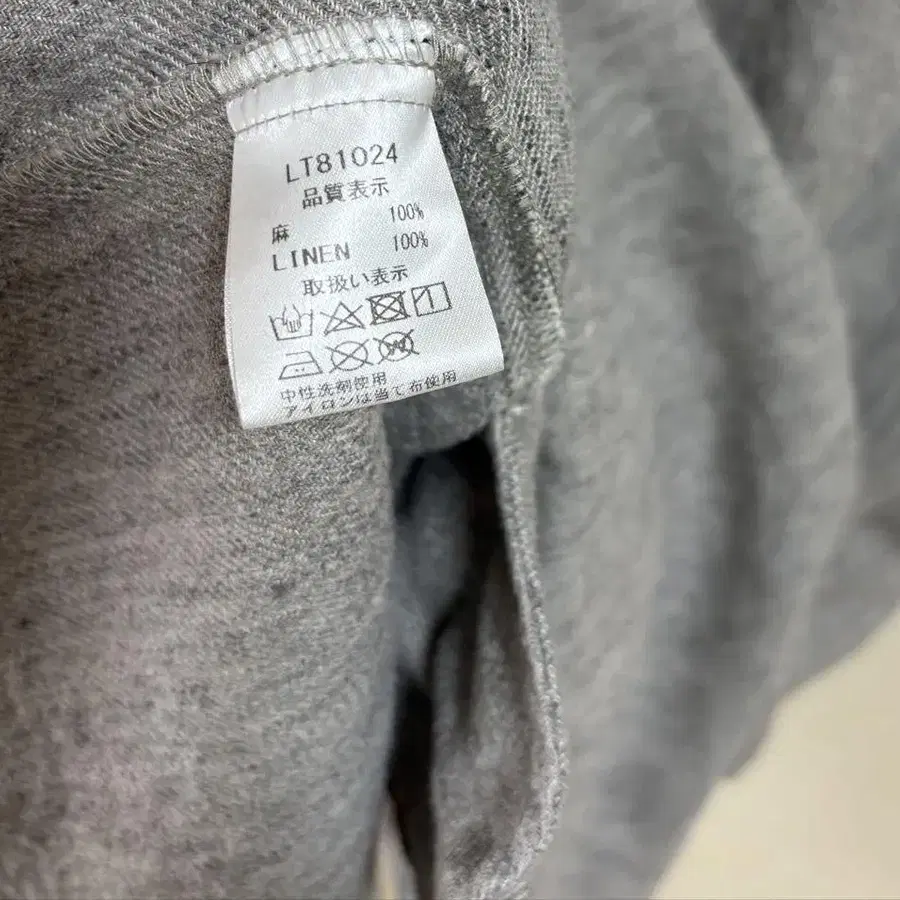 LT81024
品質表示
麻 100%
LINEN 100%
取扱い表示
中性洗剤使用
アイロンは当て布使用